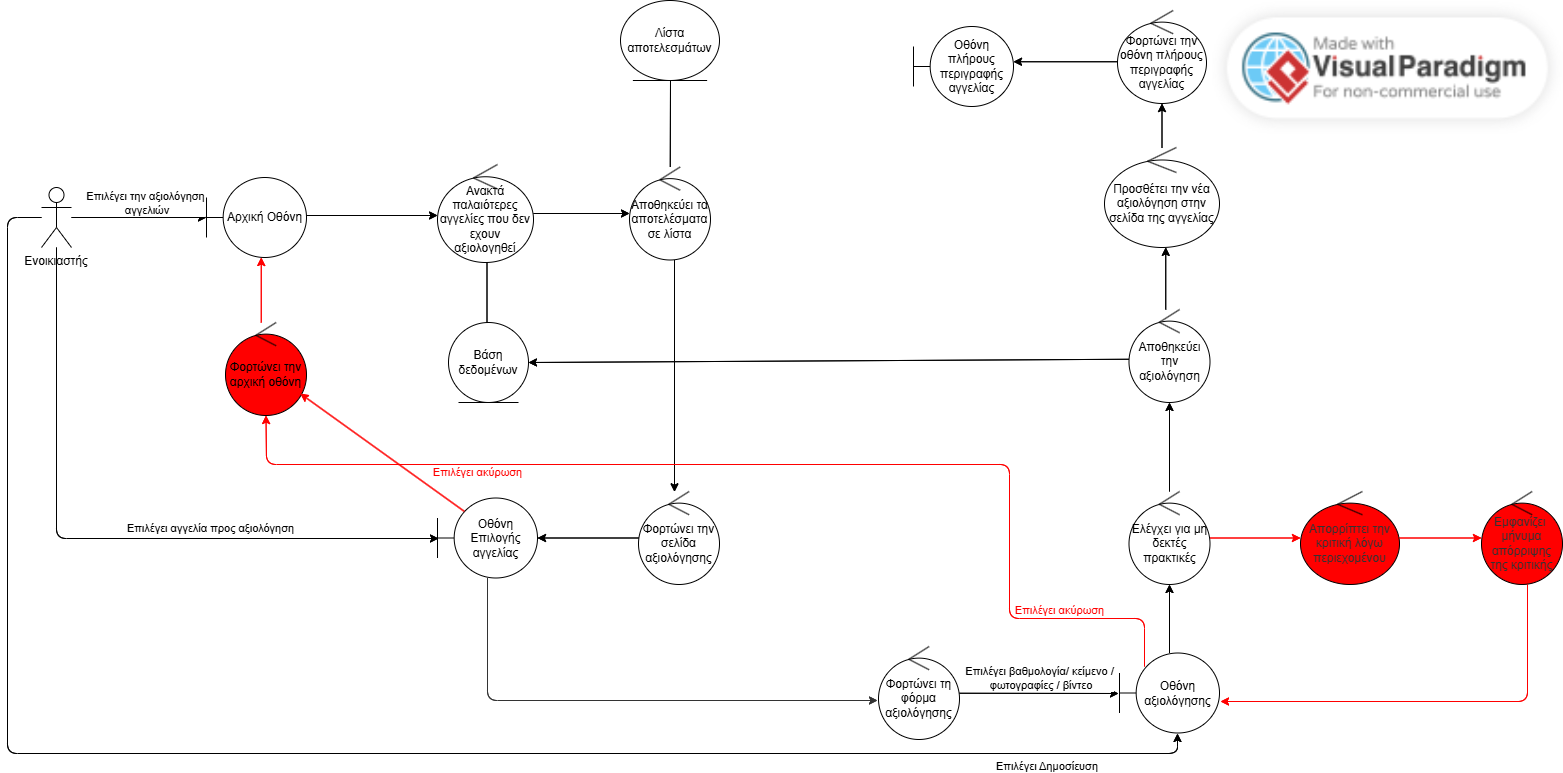 Λίστα
αποτελεσμάτων
Οθόνη
πλήρους
περιγραφής
αγγελίας
Φορτώνει την
οθόνη πλήρους
περιγραφής
αγγελίας
Made with
Visual Paradigm
For non-commercial use
Επιλέγει την αξιολόγηση
αγγελιών
Ενοικιαστής
Αρχική Οθόνη
Ανακτά
παλαιότερες
αγγελίες που δεν
εχουν
αξιολογηθεί
Αποθηκεύει τα
αποτελέσματα
σε λίστα
Προσθέτει την νέα
αξιολόγηση στην
σελίδα της αγγελίας
Φορτώνει την
αρχική οθόνη
Βάση
δεδομένων
Αποθηκεύει
την
αξιολόγηση
Επιλέγει ακύρωση
Επιλέγει αγγελία προς αξιολόγηση
Οθόνη
Επιλογής
αγγελίας
Φορτώνει την
σελίδα
αξιολόγησης
Ελέγχει για μη
δεκτές
πρακτικές
Απορρίπτει την
κριτική λόγω
περιεχομένου
Εμφανίζει
μήνυμα
απόρριψης
της κριτικής
Επιλέγει ακύρωση
Φορτώνει τη
φόρμα
αξιολόγησης
Επιλέγει βαθμολογία/ κείμενο /
φωτογραφίες / βίντεο
Οθόνη
αξιολόγησης
Επιλέγει Δημοσίευση